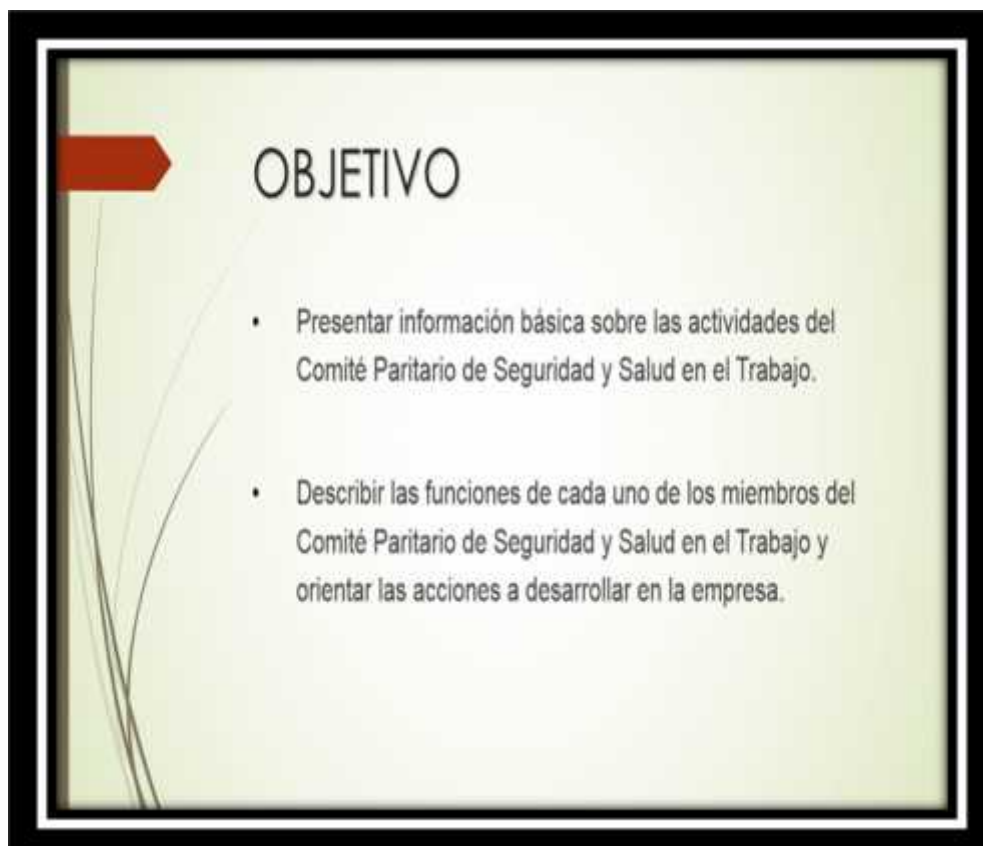 OBJETIVO
• Presentar información básica sobre las actividades del
Comité Paritario de Seguridad y Salud en el Trabajo.
• Describir las funciones de cada uno de los miembros del
Comité Paritario de Seguridad y Salud en el Trabajo y
orientar las acciones a desarrollar en la empresa.